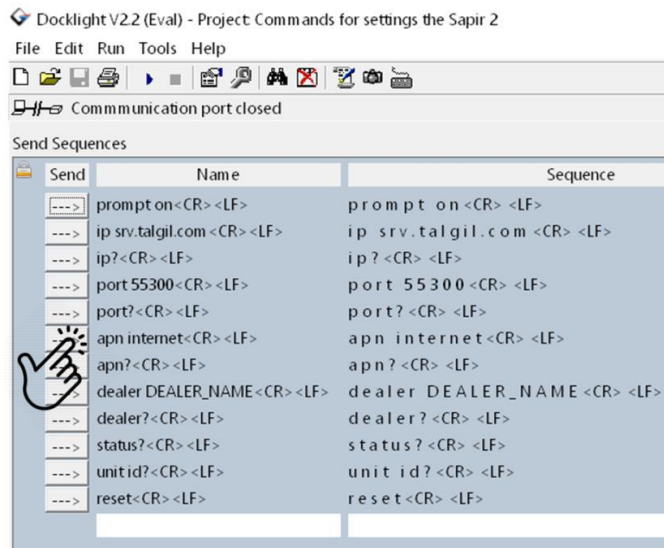 Docklight V2.2 (Eval) - Project: Commands for settings the Sapir 2
File Edit Run Tools Help
Commmunication port closed
Send Sequences
Send Name Sequence
---> prompt on<CR><LF> prompt on<CR><LF>
---> ip srv.talgil.com<CR><LF> ip srv.talgil.com<CR><LF>
---> ip?<CR><LF> ip?<CR><LF>
---> port 55300<CR><LF> port 55300<CR><LF>
---> port?<CR><LF> port?<CR><LF>
apn internet<CR><LF> apn internet<CR><LF>
apn?<CR><LF> apn?<CR><LF>
dealer DEALER_NAME<CR><LF> dealer DEALER_NAME<CR><LF>
---> dealer?<CR><LF> dealer?<CR><LF>
---> status?<CR><LF> status?<CR><LF>
---> unit id?<CR><LF> unit id?<CR><LF>
---> reset<CR><LF> reset<CR><LF>